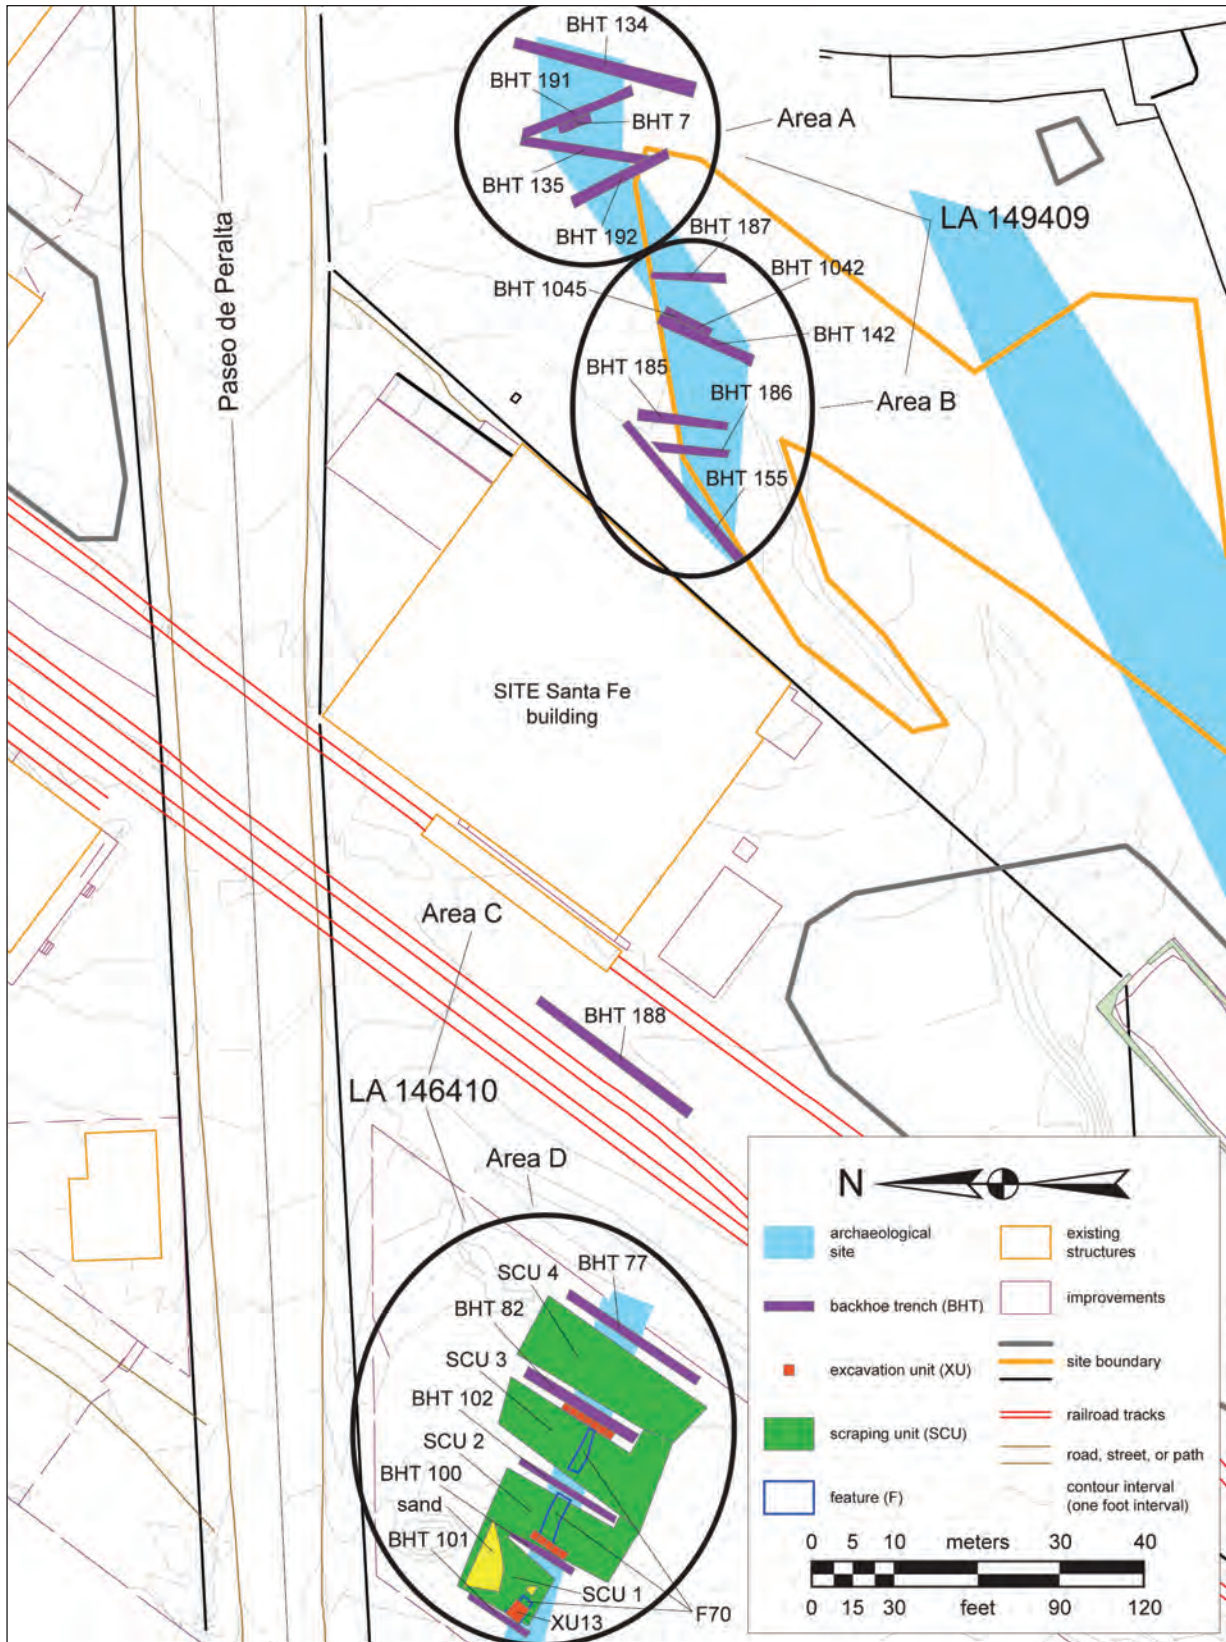 BHT 134
BHT 191
BHT 7
Area A
BHT 135
BHT 192
LA 149409
BHT 187
BHT 1042
BHT 1045
BHT 142
BHT 185
BHT 186
Area B
BHT 155
Paseo de Peralta
SITE Santa Fe
building
Area C
BHT 188
LA 146410
Area D
BHT 77
SCU 4
BHT 82
SCU 3
BHT 102
SCU 2
BHT 100
sand
BHT 101
SCU 1
XU13
F70
N
archaeological
site
existing
structures
backhoe trench (BHT)
improvements
excavation unit (XU)
site boundary
scraping unit (SCU)
railroad tracks
road, street, or path
feature (F)
contour interval
(one foot interval)
0 5 10 meters 30 40
0 15 30 feet 90 120